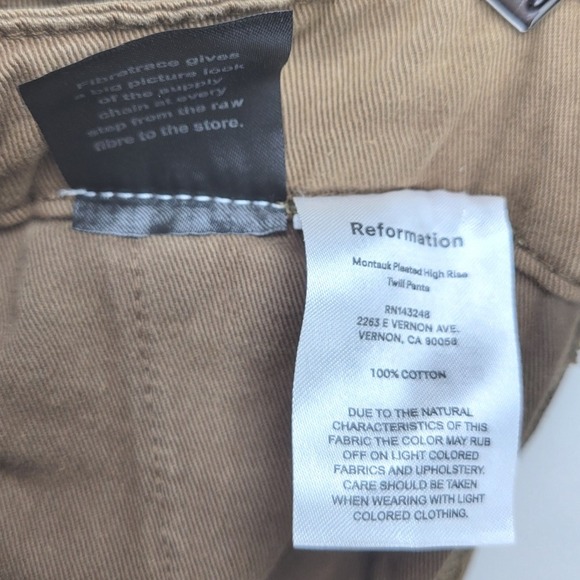 Fibretrace gives
a big picture look
of the supply
chain at every
step from the raw
fibre to the store.
Reformation
Montauk Pleated High Rise
Twill Pants
RN143248
2263 E VERNON AVE.
VERNON, CA 90058
100% COTTON
DUE TO THE NATURAL
CHARACTERISTICS OF THIS
FABRIC THE COLOR MAY RUB
OFF ON LIGHT COLORED
FABRICS AND UPHOLSTERY.
CARE SHOULD BE TAKEN
WHEN WEARING WITH LIGHT
COLORED CLOTHING.